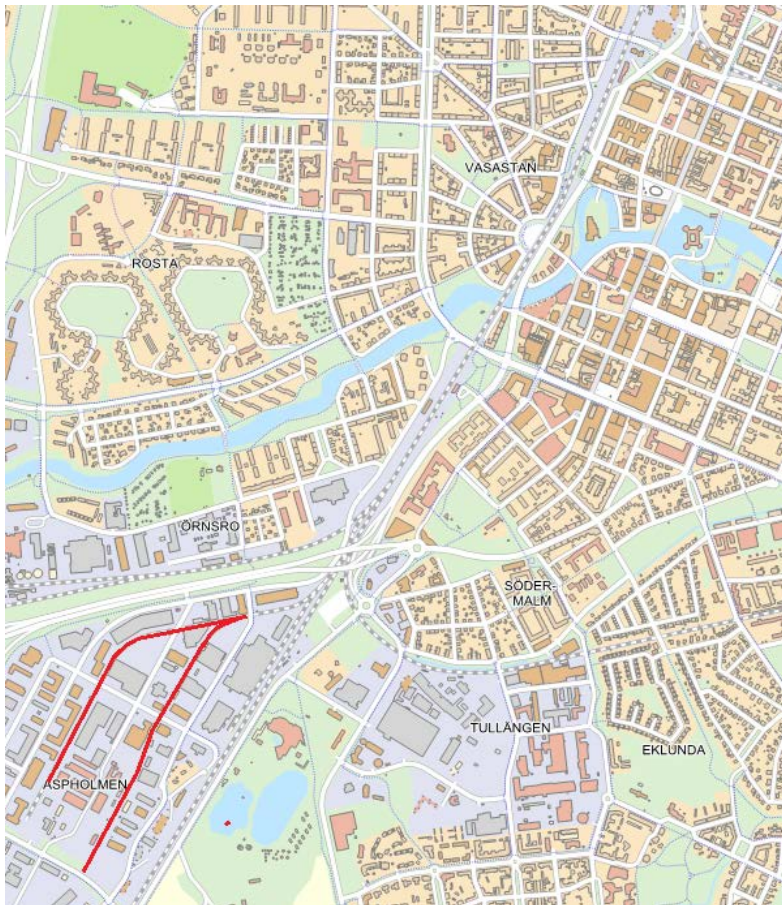 VASASTAN
ROSTA
ÖRNSRO
SÖDER-
MALM
TULLÄNGEN
EKLUNDA
ASPHOLMEN